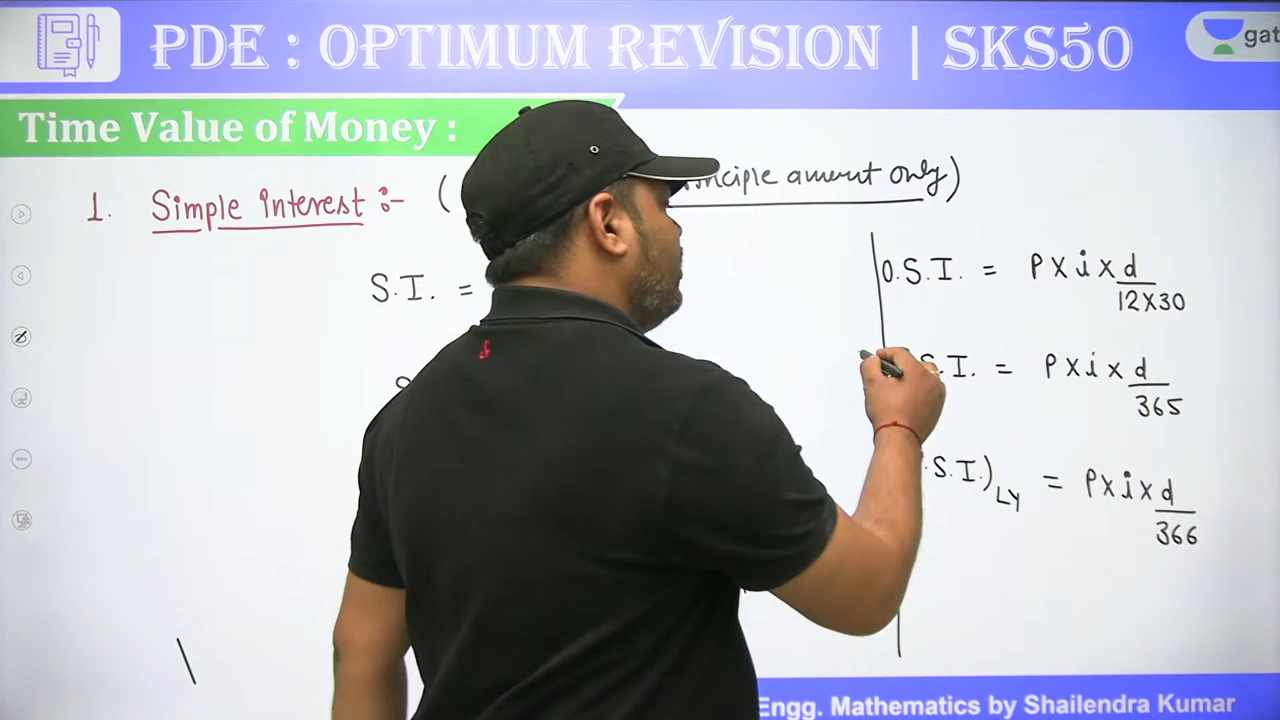 PDE : OPTIMUM REVISION | SKS50
gat
Time Value of Money :
1. Simple interest :- ( amount only)
S.I. =
O.S.I. = P X i X d
12X30
S.I. = P X i X d
365
S.I.)LY = P X i X d
366
Engg. Mathematics by Shailendra Kumar